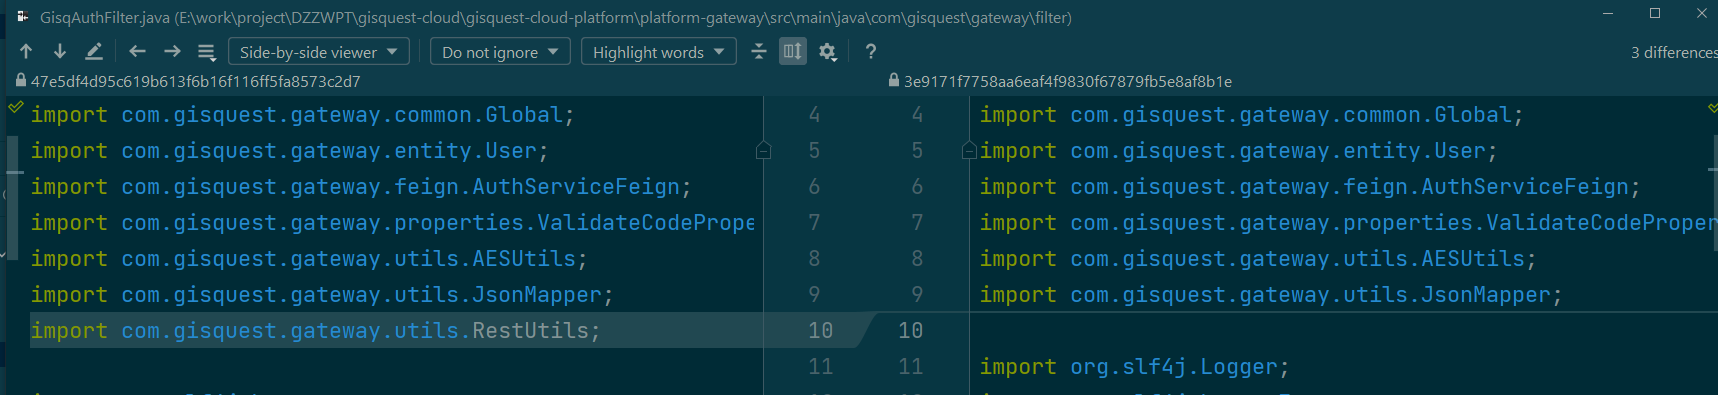 GisqAuthFilter.java (E:\work\project\DZZWPT\gisquest-cloud\gisquest-cloud-platform\platform-gateway\src\main\java\com\gisquest\gateway\filter)
Side-by-side viewer Do not ignore Highlight words ? 3 differences
47e5df4d95c619b613f6b16f116ff5fa8573c2d7 3e9171f7758aa6eaf4f9830f67879fb5e8af8b1e
import com.gisquest.gateway.common.Global; 4 4 import com.gisquest.gateway.common.Global;
import com.gisquest.gateway.entity.User; 5 5 import com.gisquest.gateway.entity.User;
import com.gisquest.gateway.feign.AuthServiceFeign; 6 6 import com.gisquest.gateway.feign.AuthServiceFeign;
import com.gisquest.gateway.properties.ValidateCodePrope 7 7 import com.gisquest.gateway.properties.ValidateCodeProper
import com.gisquest.gateway.utils.AESUtils; 8 8 import com.gisquest.gateway.utils.AESUtils;
import com.gisquest.gateway.utils.JsonMapper; 9 9 import com.gisquest.gateway.utils.JsonMapper;
import com.gisquest.gateway.utils.RestUtils; 10 10
11 11 import org.slf4j.Logger;